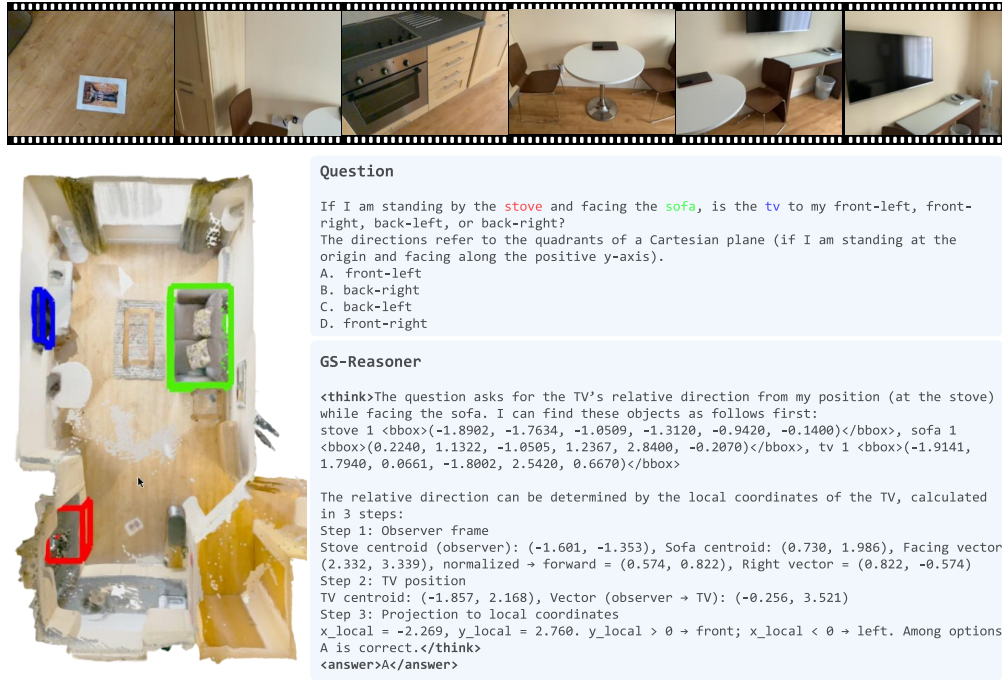 Question
If I am standing by the stove and facing the sofa, is the tv to my front-left, front-
right, back-left, or back-right?
The directions refer to the quadrants of a Cartesian plane (if I am standing at the
origin and facing along the positive y-axis).
A. front-left
B. back-right
C. back-left
D. front-right
GS-Reasoner
<think>The question asks for the TV's relative direction from my position (at the stove)
while facing the sofa. I can find these objects as follows first:
stove 1 <bbox>(-1.8902, -1.7634, -1.0509, -1.3120, -0.9420, -0.1400)</bbox>, sofa 1
<bbox>(0.2240, 1.1322, -1.0505, 1.2367, 2.8400, -0.2070)</bbox>, tv 1 <bbox>(-1.9141,
1.7940, 0.0661, -1.8002, 2.5420, 0.6670)</bbox>
The relative direction can be determined by the local coordinates of the TV, calculated
in 3 steps:
Step 1: Observer frame
Stove centroid (observer): (-1.601, -1.353), Sofa centroid: (0.730, 1.986), Facing vector
(2.332, 3.339), normalized → forward = (0.574, 0.822), Right vector = (0.822, -0.574)
Step 2: TV position
TV centroid: (-1.857, 2.168), Vector (observer → TV): (-0.256, 3.521)
Step 3: Projection to local coordinates
x_local = -2.269, y_local = 2.760. y_local > 0 → front; x_local < 0 → left. Among options
A is correct.</think>
<answer>A</answer>